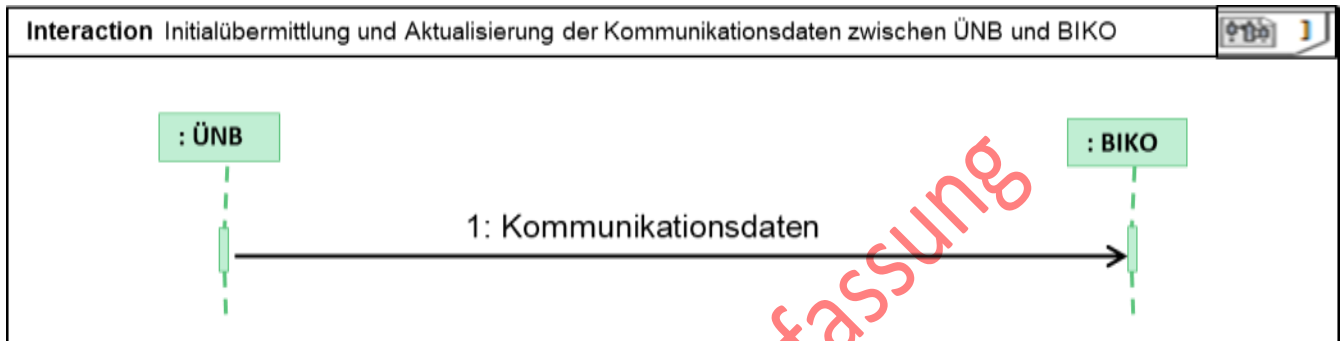 Interaction Initialübermittlung und Aktualisierung der Kommunikationsdaten zwischen ÜNB und BIKO
: ÜNB
: BIKO
1: Kommunikationsdaten
fassung